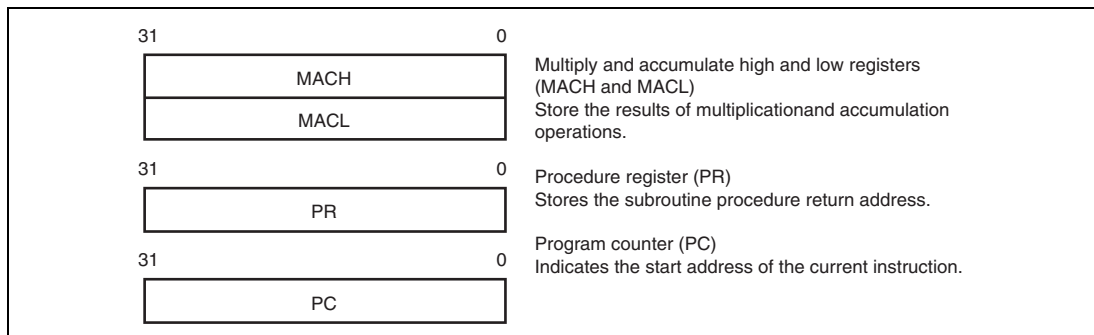 31 0
MACH
MACL
Multiply and accumulate high and low registers
(MACH and MACL)
Store the results of multiplicationand accumulation
operations.
31 0
PR
Procedure register (PR)
Stores the subroutine procedure return address.
31 0
PC
Program counter (PC)
Indicates the start address of the current instruction.